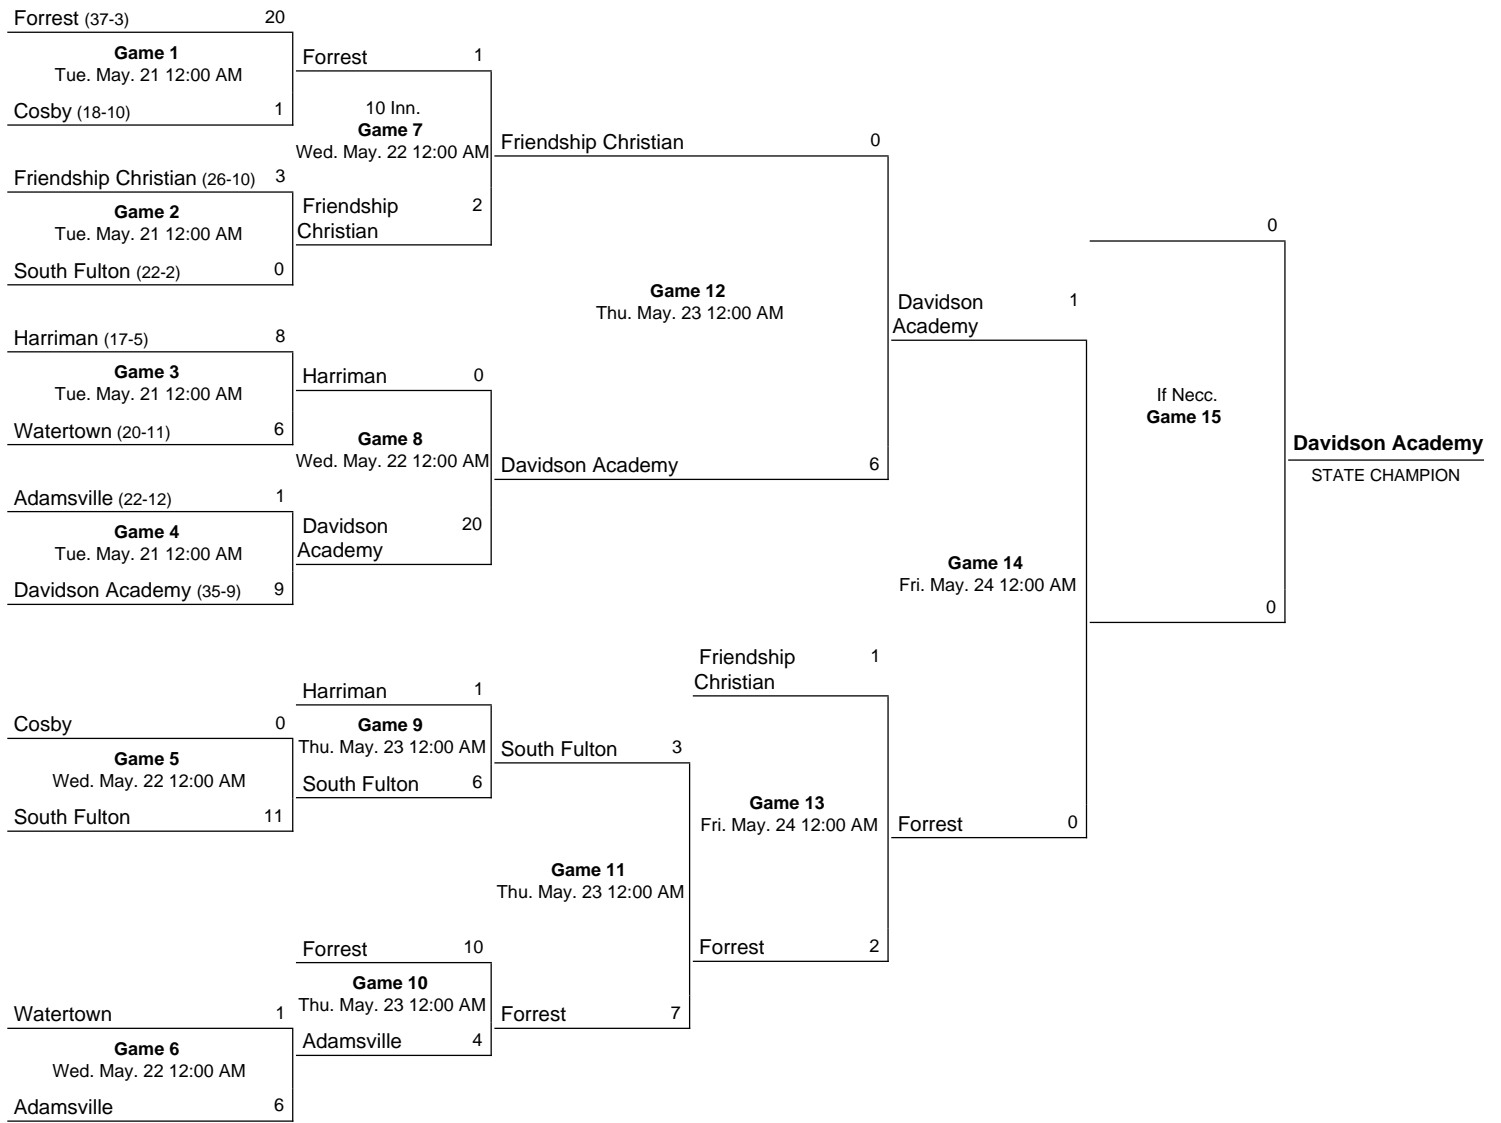 Forrest (37-3) 20
Game 1
Tue. May. 21 12:00 AM
Cosby (18-10) 1
Friendship Christian (26-10) 3
Game 2
Tue. May. 21 12:00 AM
South Fulton (22-2) 0
Harriman (17-5) 8
Game 3
Tue. May. 21 12:00 AM
Watertown (20-11) 6
Adamsville (22-12) 1
Game 4
Tue. May. 21 12:00 AM
Davidson Academy (35-9) 9
Cosby 0
Game 5
Wed. May. 22 12:00 AM
South Fulton 11
Watertown 1
Game 6
Wed. May. 22 12:00 AM
Adamsville 6
Forrest 1
10 Inn.
Game 7
Wed. May. 22 12:00 AM
Friendship 2
Christian
Harriman 0
Game 8
Wed. May. 22 12:00 AM
Davidson 20
Academy
Harriman 1
Game 9
Thu. May. 23 12:00 AM
South Fulton 6
Forrest 10
Game 10
Thu. May. 23 12:00 AM
Adamsville 4
Friendship Christian 0
Game 12
Thu. May. 23 12:00 AM
Davidson Academy 6
South Fulton 3
Game 11
Thu. May. 23 12:00 AM
Forrest 7
Friendship 1
Christian
Game 13
Fri. May. 24 12:00 AM
Forrest 2
Davidson 1
Academy
Game 14
Fri. May. 24 12:00 AM
Forrest 0
0
If Necc.
Game 15
0
Davidson Academy
STATE CHAMPION